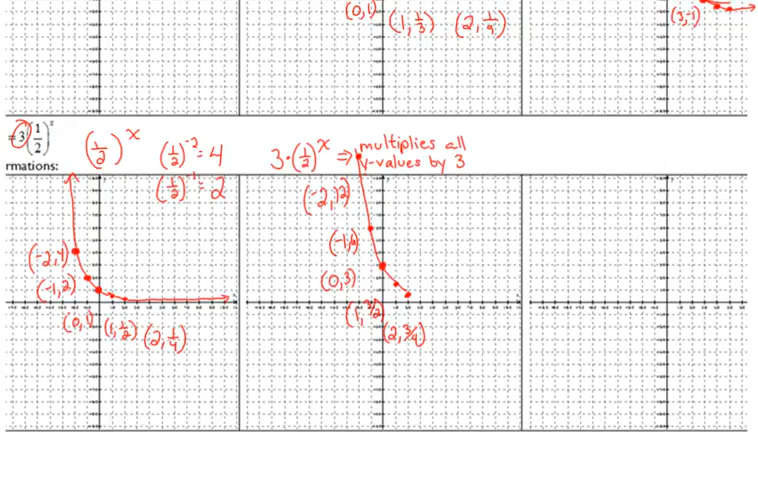 (0,1) (1, 1/3) (2, 1/9) (3,-1)
= 3(1/2)^x
(1/2)^x (1/2)^-2 = 4 3·(1/2)^x ⇒ multiplies all
y-values by 3
rmations:
(1/2)^-1 = 2
(-2,12)
(-2,4) (-1,6)
(-1,2) (0,3)
(0,1) (1, 1/2) (2, 1/4) (1, 3/2) (2, 3/4)